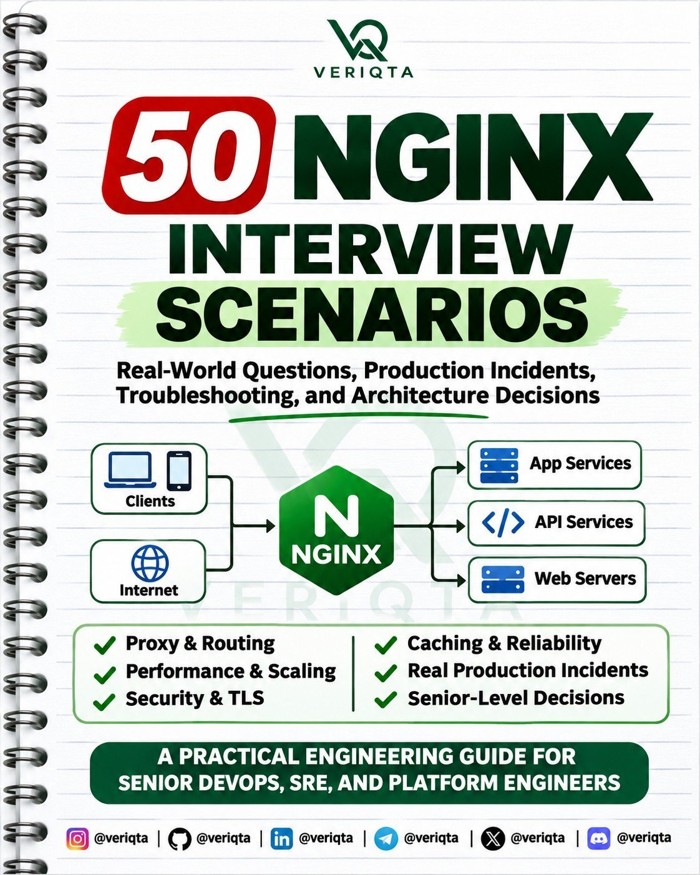 VERIQTA
50 NGINX
INTERVIEW
SCENARIOS
Real-World Questions, Production Incidents,
Troubleshooting, and Architecture Decisions
Clients
Internet
N
NGINX
App Services
</> API Services
Web Servers
VERIQTA
Proxy & Routing
Performance & Scaling
Security & TLS
Caching & Reliability
Real Production Incidents
Senior-Level Decisions
A PRACTICAL ENGINEERING GUIDE FOR
SENIOR DEVOPS, SRE, AND PLATFORM ENGINEERS
@veriqta | @veriqta | in @veriqta | @veriqta | X @veriqta | @veriqta